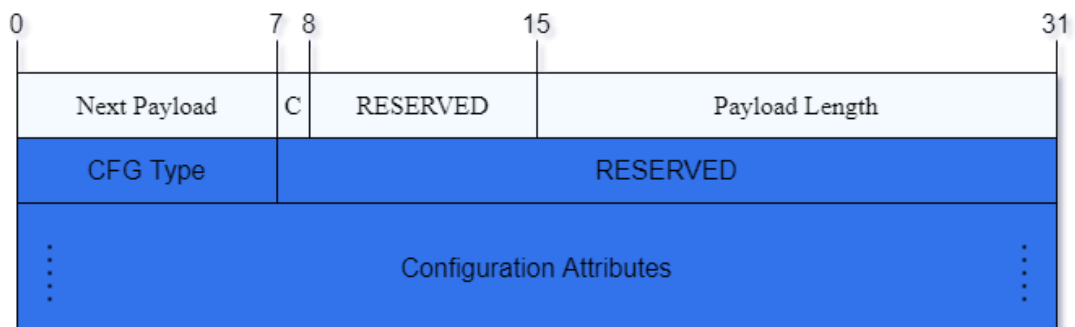 0 7 8 15 31
Next Payload C RESERVED Payload Length
CFG Type RESERVED
Configuration Attributes